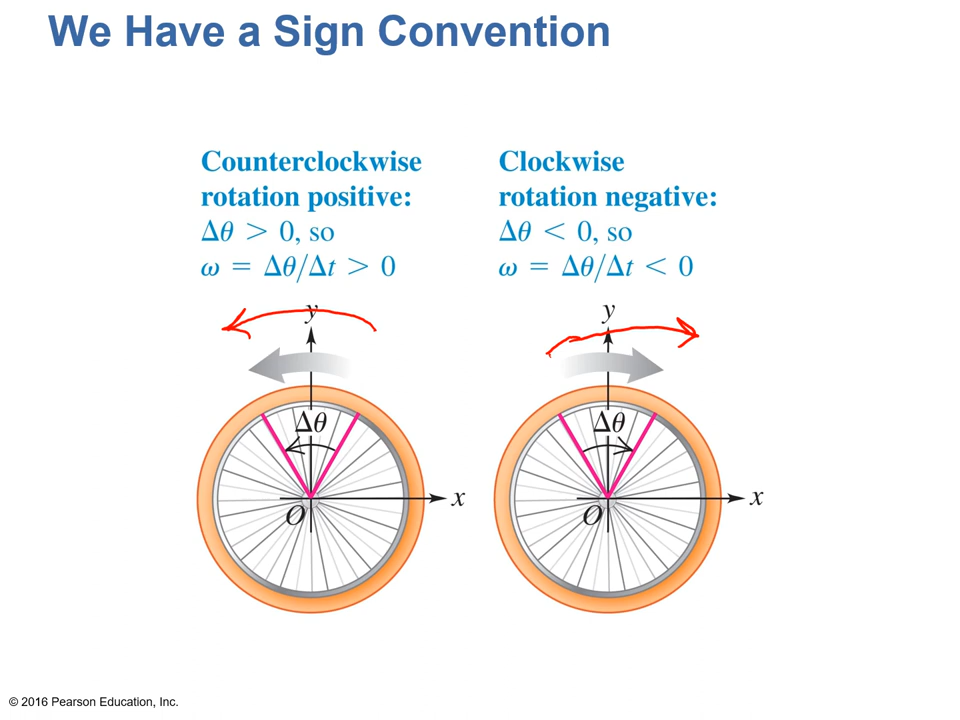 We Have a Sign Convention
Counterclockwise
rotation positive:
Δθ > 0, so
ω = Δθ/Δt > 0
Clockwise
rotation negative:
Δθ < 0, so
ω = Δθ/Δt < 0
y
Δθ
x
O
y
Δθ
x
O
© 2016 Pearson Education, Inc.